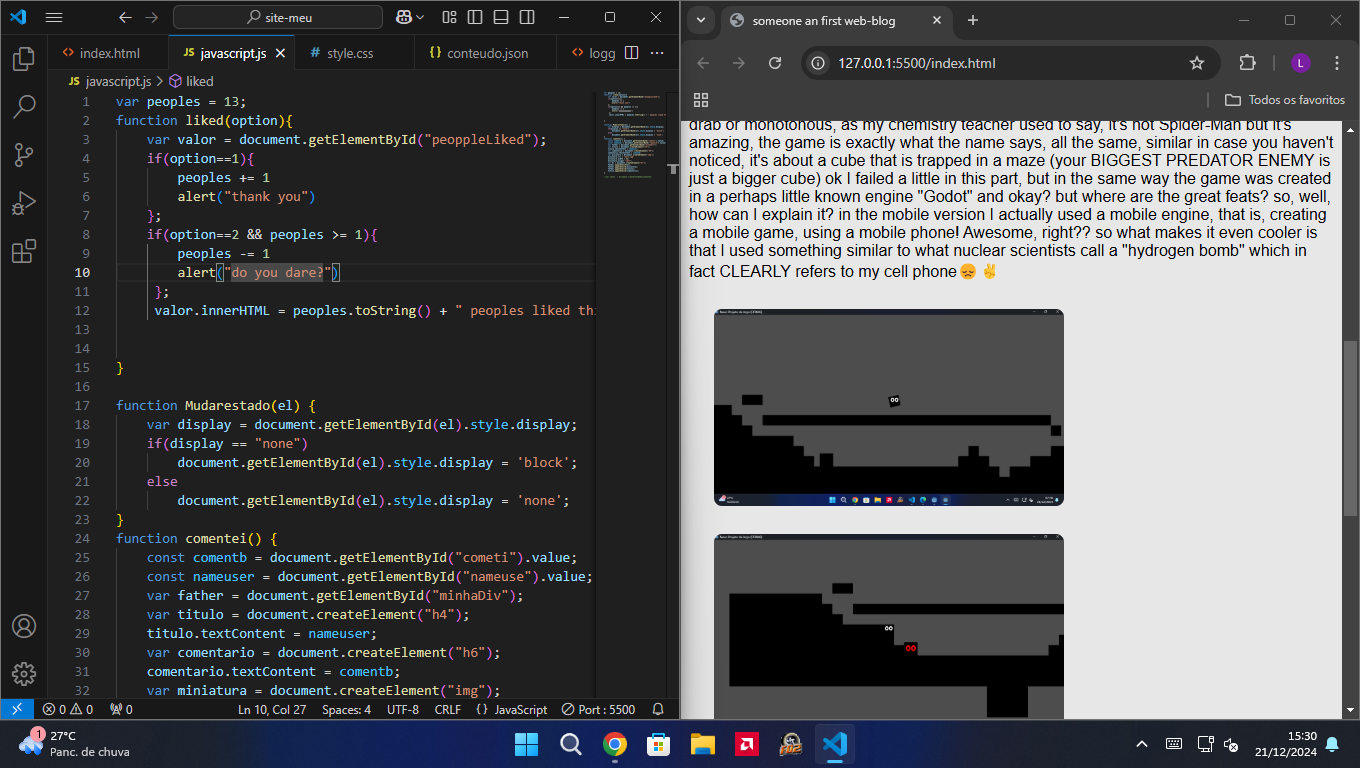 site-meu
index.html
JS javascript.js
# style.css
{} conteudo.json
logg
JS javascript.js > liked
1 var peoples = 13;
2 function liked(option){
3 var valor = document.getElementById("peoppleLiked");
4 if(option==1){
5 peoples += 1
6 alert("thank you")
7 };
8 if(option==2 && peoples >= 1){
9 peoples -= 1
10 alert("do you dare?")
11 };
12 valor.innerHTML = peoples.toString() + " peoples liked thi
13
14
15 }
16
17 function Mudarestado(el) {
18 var display = document.getElementById(el).style.display;
19 if(display == "none")
20 document.getElementById(el).style.display = 'block';
21 else
22 document.getElementById(el).style.display = 'none';
23 }
24 function comentei() {
25 const comentb = document.getElementById("cometi").value;
26 const nameuser = document.getElementById("nameuse").value;
27 var father = document.getElementById("minhaDiv");
28 var titulo = document.createElement("h4");
29 titulo.textContent = nameuser;
30 var comentario = document.createElement("h6");
31 comentario.textContent = comentb;
32 var miniatura = document.createElement("img");
0 0 0 Ln 10, Col 27 Spaces: 4 UTF-8 CRLF {} JavaScript Port : 5500
someone an first web-blog
127.0.0.1:5500/index.html
L
Todos os favoritos
drab of monotonous, as my chemistry teacher used to say, it's not Spider-Man but it's
amazing, the game is exactly what the name says, all the same, similar in case you haven't
noticed, it's about a cube that is trapped in a maze (your BIGGEST PREDATOR ENEMY is
just a bigger cube) ok I failed a little in this part, but in the same way the game was created
in a perhaps little known engine "Godot" and okay? but where are the great feats? so, well,
how can I explain it? in the mobile version I actually used a mobile engine, that is, creating
a mobile game, using a mobile phone! Awesome, right?? so what makes it even cooler is
that I used something similar to what nuclear scientists call a "hydrogen bomb" which in
fact CLEARLY refers to my cell phone😞✌
1
27°C
Panc. de chuva
15:30
21/12/2024